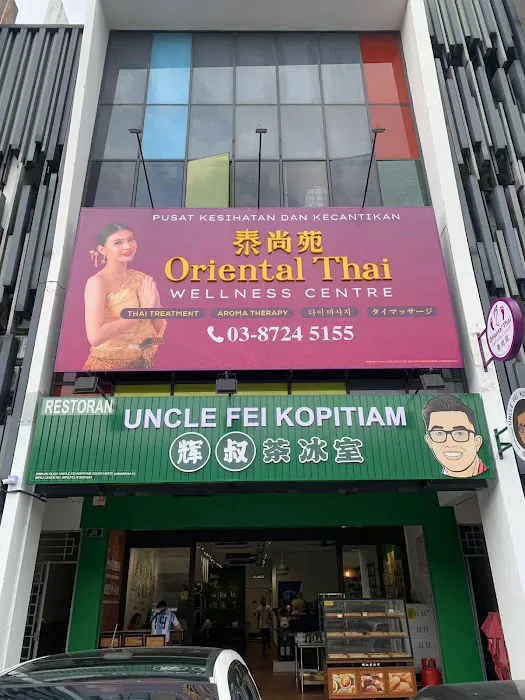 PUSAT KESIHATAN DAN KECANTIKAN
泰尚苑
Oriental Thai
WELLNESS CENTRE
THAI TREATMENT
AROMA THERAPY
다이 마사지
タイマッサージ
03-8724 5155
RESTORAN
UNCLE FEI KOPITIAM
辉叔茶冰室